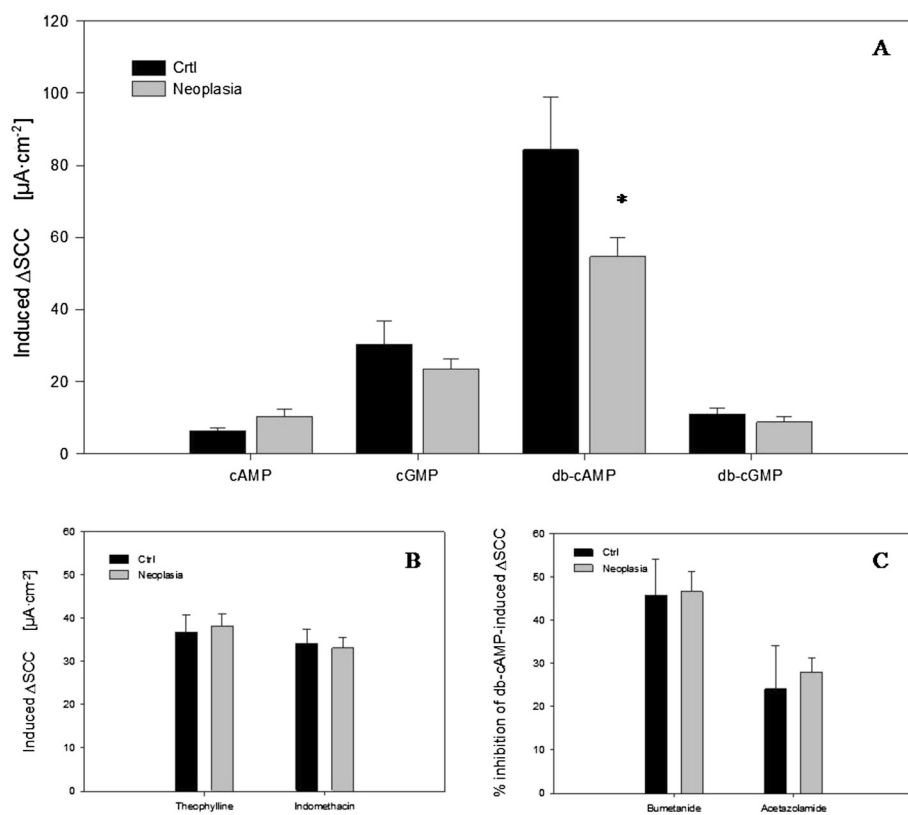 120
100
80
60
40
20
0
Induced ΔSCC [µA·cm-2]
A
Crtl
Neoplasia
*
cAMP
cGMP
db-cAMP
db-cGMP
60
50
40
30
20
10
0
Induced ΔSCC [µA·cm-2]
B
Ctrl
Neoplasia
Theophylline
Indomethacin
60
50
40
30
20
10
0
% inhibition of db-cAMP-induced ΔSCC
C
Ctrl
Neoplasia
Bumetanide
Acetazolamide